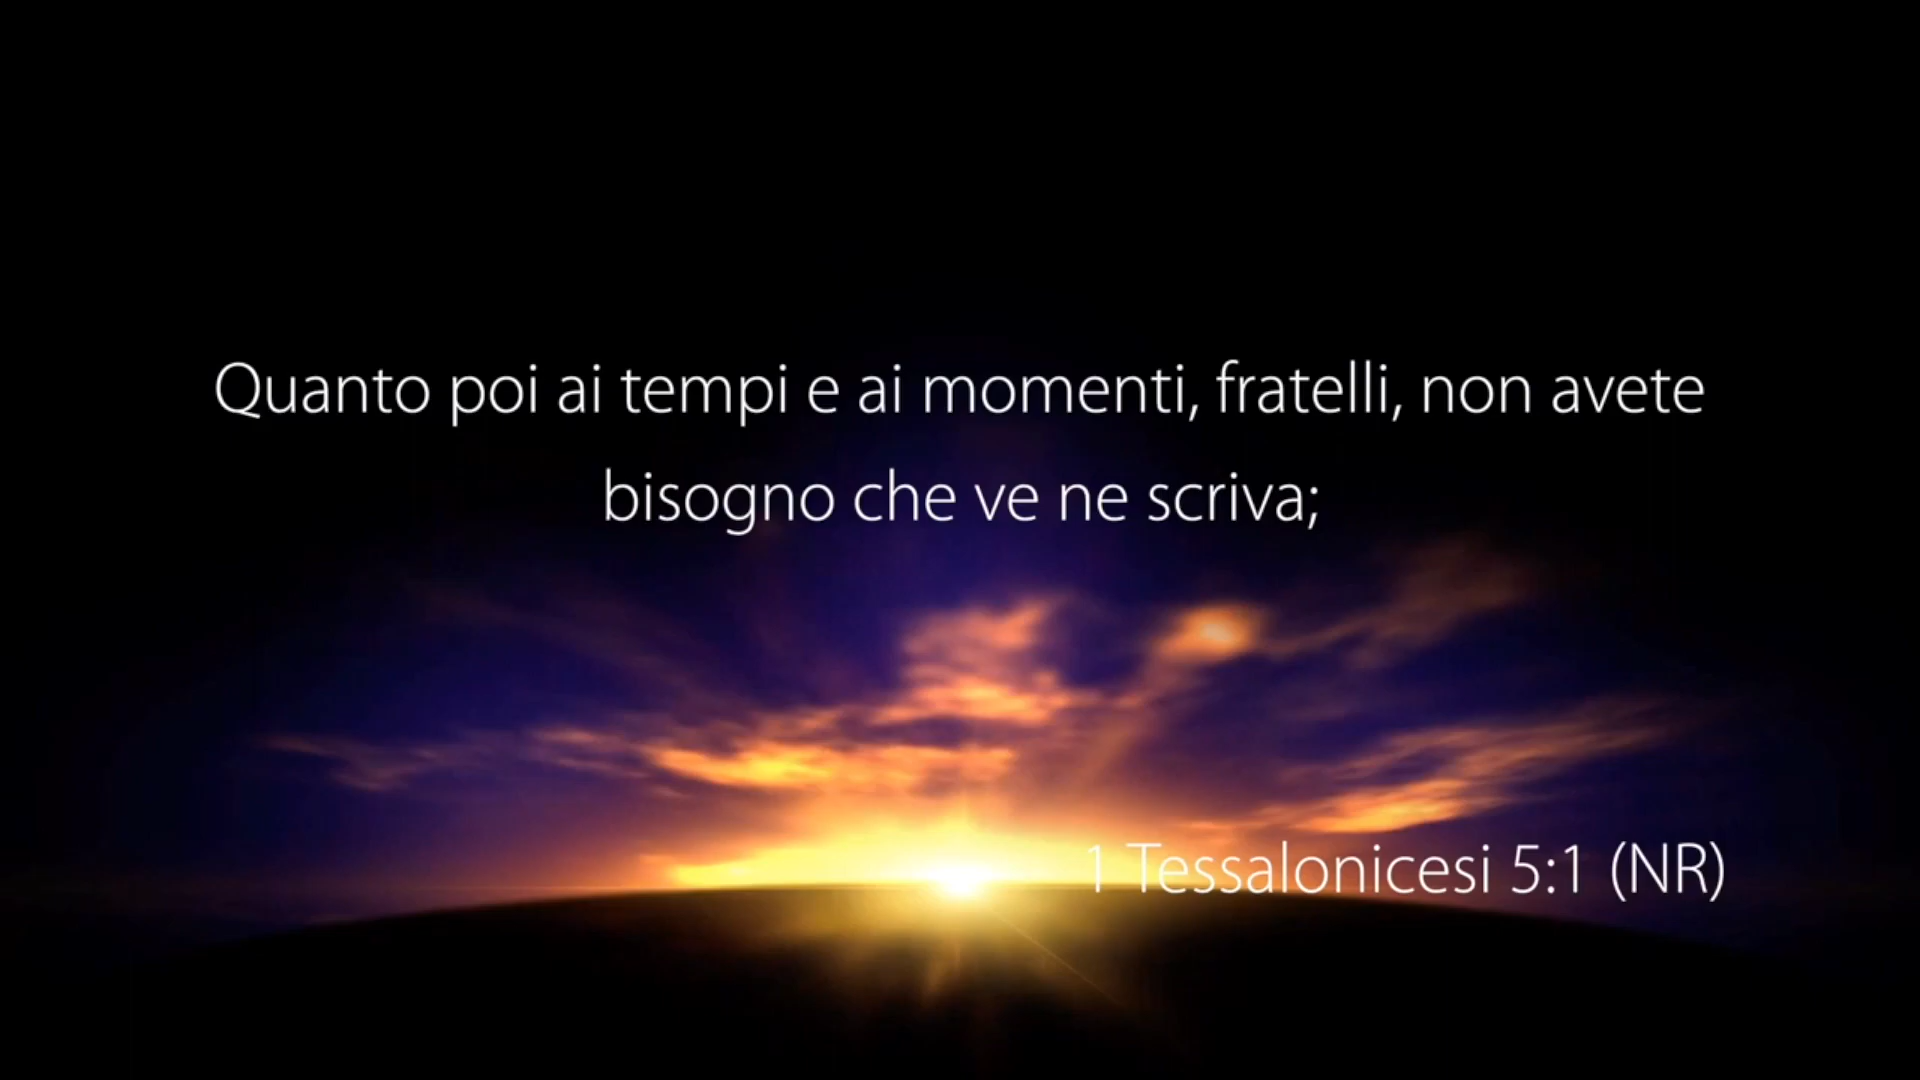 Quanto poi ai tempi e ai momenti, fratelli, non avete
bisogno che ve ne scriva;
1 Tessalonicesi 5:1 (NR)